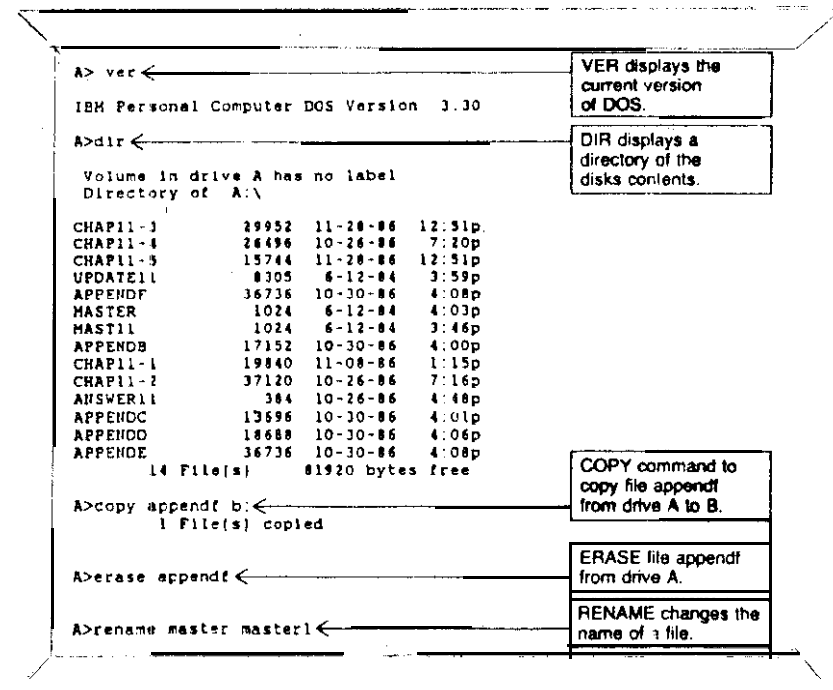 A> ver
VER displays the
current version
of DOS.
IBM Personal Computer DOS Version 3.30
A>dir
DIR displays a
directory of the
disks contents.
Volume in drive A has no label
Directory of A:\
CHAP11-3 29952 11-28-86 12:51p
CHAP11-4 26496 10-26-86 7:20p
CHAP11-5 15744 11-28-86 12:51p
UPDATE11 8305 6-12-84 3:59p
APPENDF 36736 10-30-86 4:08p
MASTER 1024 6-12-84 4:03p
MAST11 1024 6-12-84 3:46p
APPENDB 17152 10-30-86 4:00p
CHAP11-1 19840 11-08-86 1:15p
CHAP11-2 37120 10-26-86 7:16p
ANSWER11 384 10-26-86 4:48p
APPENDC 13696 10-30-86 4:01p
APPENDD 18688 10-30-86 4:06p
APPENDE 36736 10-30-86 4:08p
14 File(s) 81920 bytes free
COPY command to
copy file appendf
from drive A to B.
A>copy appendf b:
1 File(s) copied
ERASE file appendf
from drive A.
A>erase appendf
RENAME changes the
name of a file.
A>rename master master1